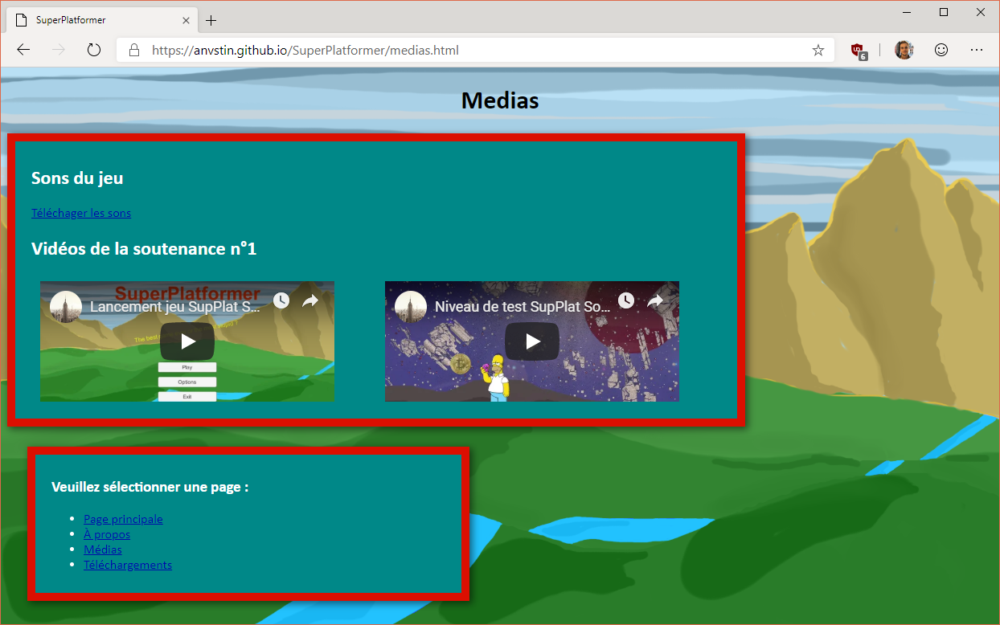 SuperPlatformer
https://anvstin.github.io/SuperPlatformer/medias.html
6
Medias
Sons du jeu
Téléchager les sons
Vidéos de la soutenance n°1
SuperPlatformer
Lancement jeu SupPlat S...
The best
Play
Options
Exit
Niveau de test SupPlat So...
Veuillez sélectionner une page :
Page principale
À propos
Médias
Téléchargements